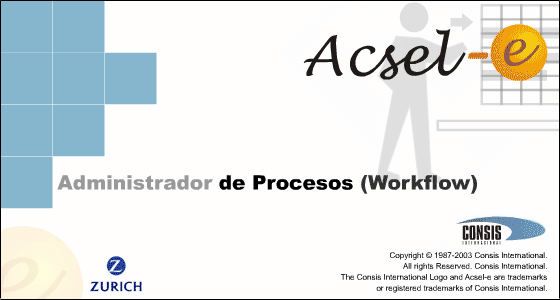 Acsel-e
Administrador de Procesos (Workflow)
CONSIS
INTERNACIONAL
Copyright © 1987-2003 Consis International.
All rights Reserved. Consis International.
The Consis International Logo and Acsel-e are trademarks
or registered trademarks of Consis International.
e
Z
ZURICH